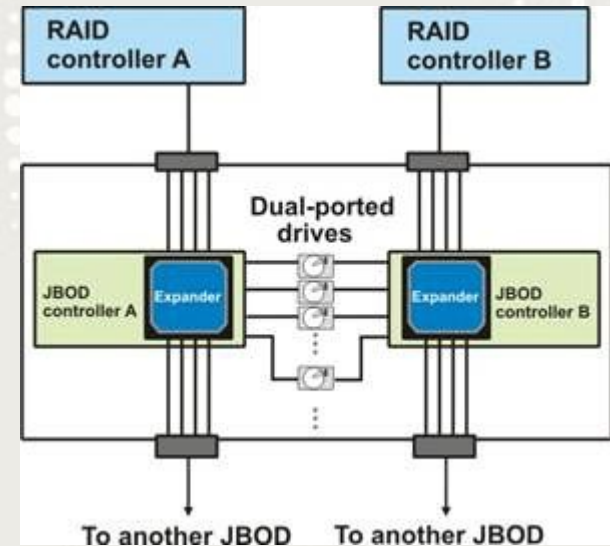 RAID
controller A
RAID
controller B
Dual-ported
drives
JBOD
controller A
Expander
Expander
JBOD
controller B
To another JBOD
To another JBOD